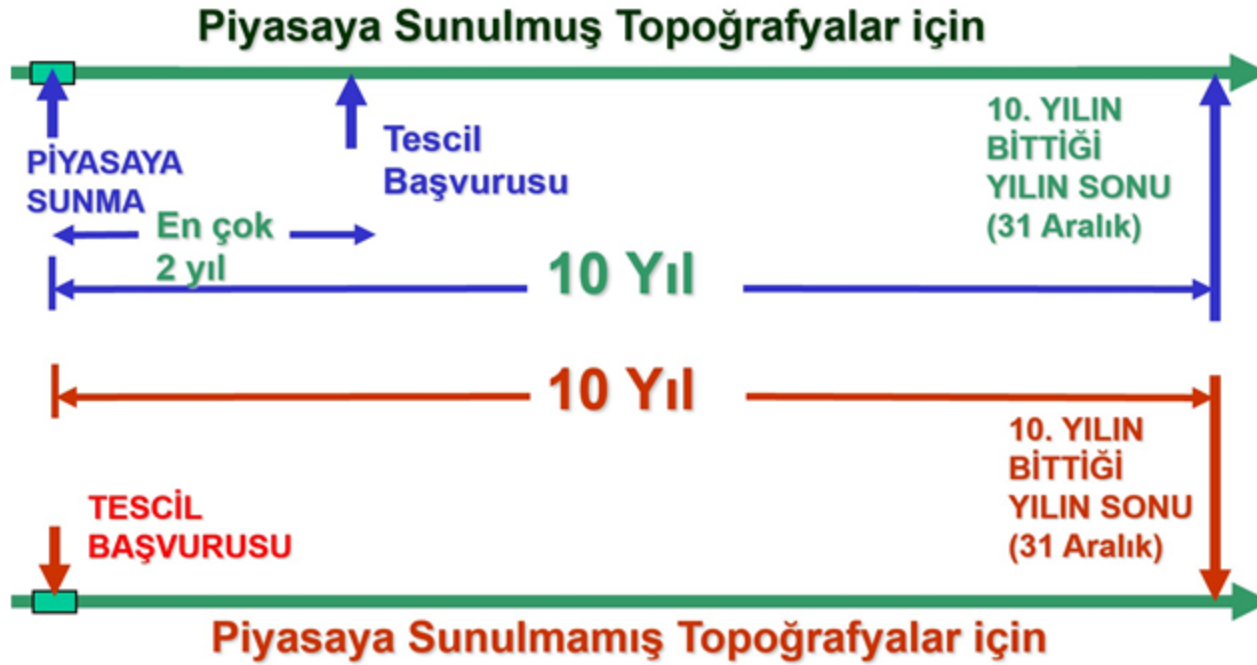 Piyasaya Sunulmuş Topoğrafyalar için
PİYASAYA
SUNMA
Tescil
Başvurusu
10. YILIN
BİTTİĞİ
YILIN SONU
(31 Aralık)
En çok
2 yıl
10 Yıl
10 Yıl
TESCİL
BAŞVURUSU
10. YILIN
BİTTİĞİ
YILIN SONU
(31 Aralık)
Piyasaya Sunulmamış Topoğrafyalar için